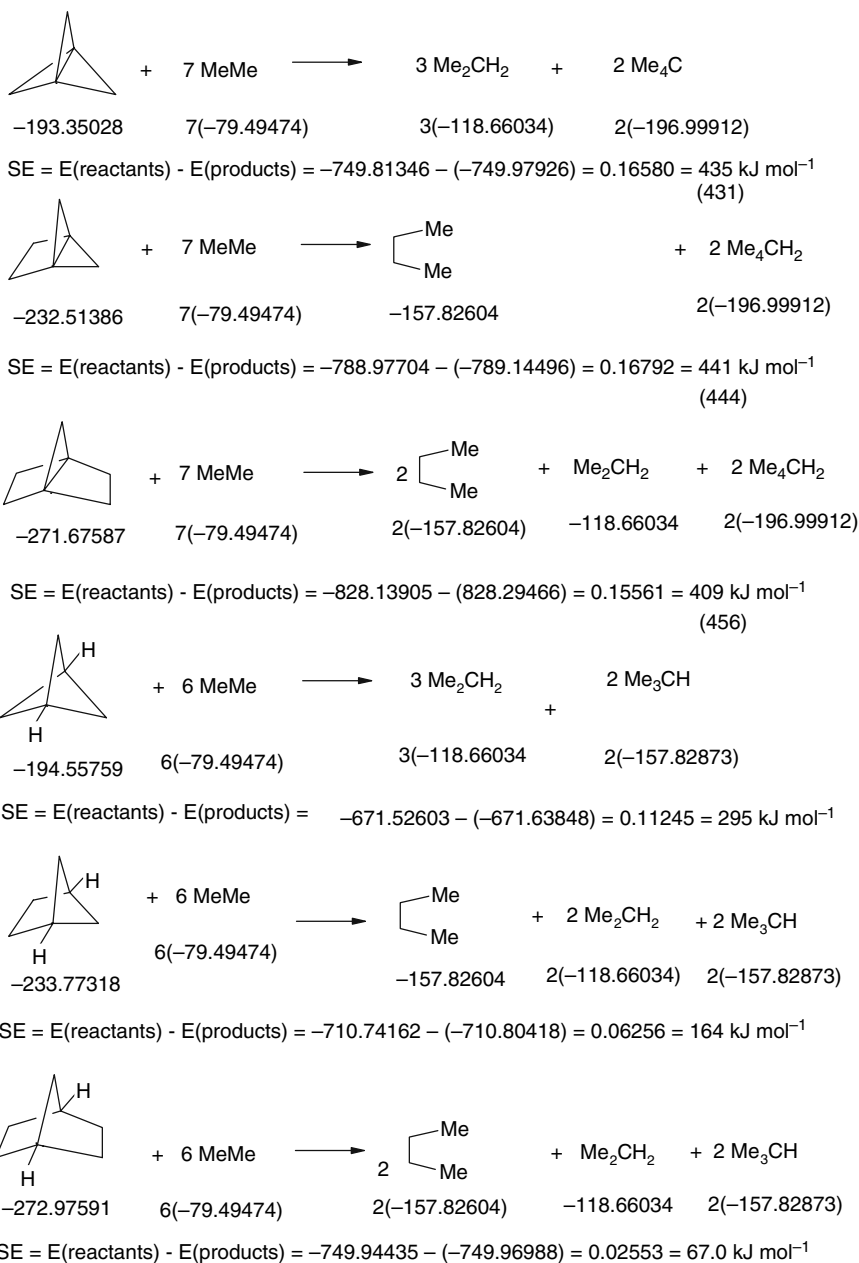 + 7 MeMe 3 Me₂CH₂ + 2 Me₄C
–193.35028 7(–79.49474) 3(–118.66034) 2(–196.99912)
SE = E(reactants) - E(products) = –749.81346 – (–749.97926) = 0.16580 = 435 kJ mol⁻¹
(431)
Me
+ 7 MeMe + 2 Me₄CH₂
Me
–232.51386 7(–79.49474) –157.82604 2(–196.99912)
SE = E(reactants) - E(products) = –788.97704 – (–789.14496) = 0.16792 = 441 kJ mol⁻¹
(444)
Me
+ 7 MeMe 2 + Me₂CH₂ + 2 Me₄CH₂
Me
–271.67587 7(–79.49474) 2(–157.82604) –118.66034 2(–196.99912)
SE = E(reactants) - E(products) = –828.13905 – (828.29466) = 0.15561 = 409 kJ mol⁻¹
(456)
H
+ 6 MeMe 3 Me₂CH₂ + 2 Me₃CH
H
–194.55759 6(–79.49474) 3(–118.66034 2(–157.82873)
SE = E(reactants) - E(products) = –671.52603 – (–671.63848) = 0.11245 = 295 kJ mol⁻¹
H Me
+ 6 MeMe + 2 Me₂CH₂ + 2 Me₃CH
H Me
–233.77318 6(–79.49474) –157.82604 2(–118.66034) 2(–157.82873)
SE = E(reactants) - E(products) = –710.74162 – (–710.80418) = 0.06256 = 164 kJ mol⁻¹
H Me
+ 6 MeMe 2 + Me₂CH₂ + 2 Me₃CH
H Me
–272.97591 6(–79.49474) 2(–157.82604) –118.66034 2(–157.82873)
SE = E(reactants) - E(products) = –749.94435 – (–749.96988) = 0.02553 = 67.0 kJ mol⁻¹